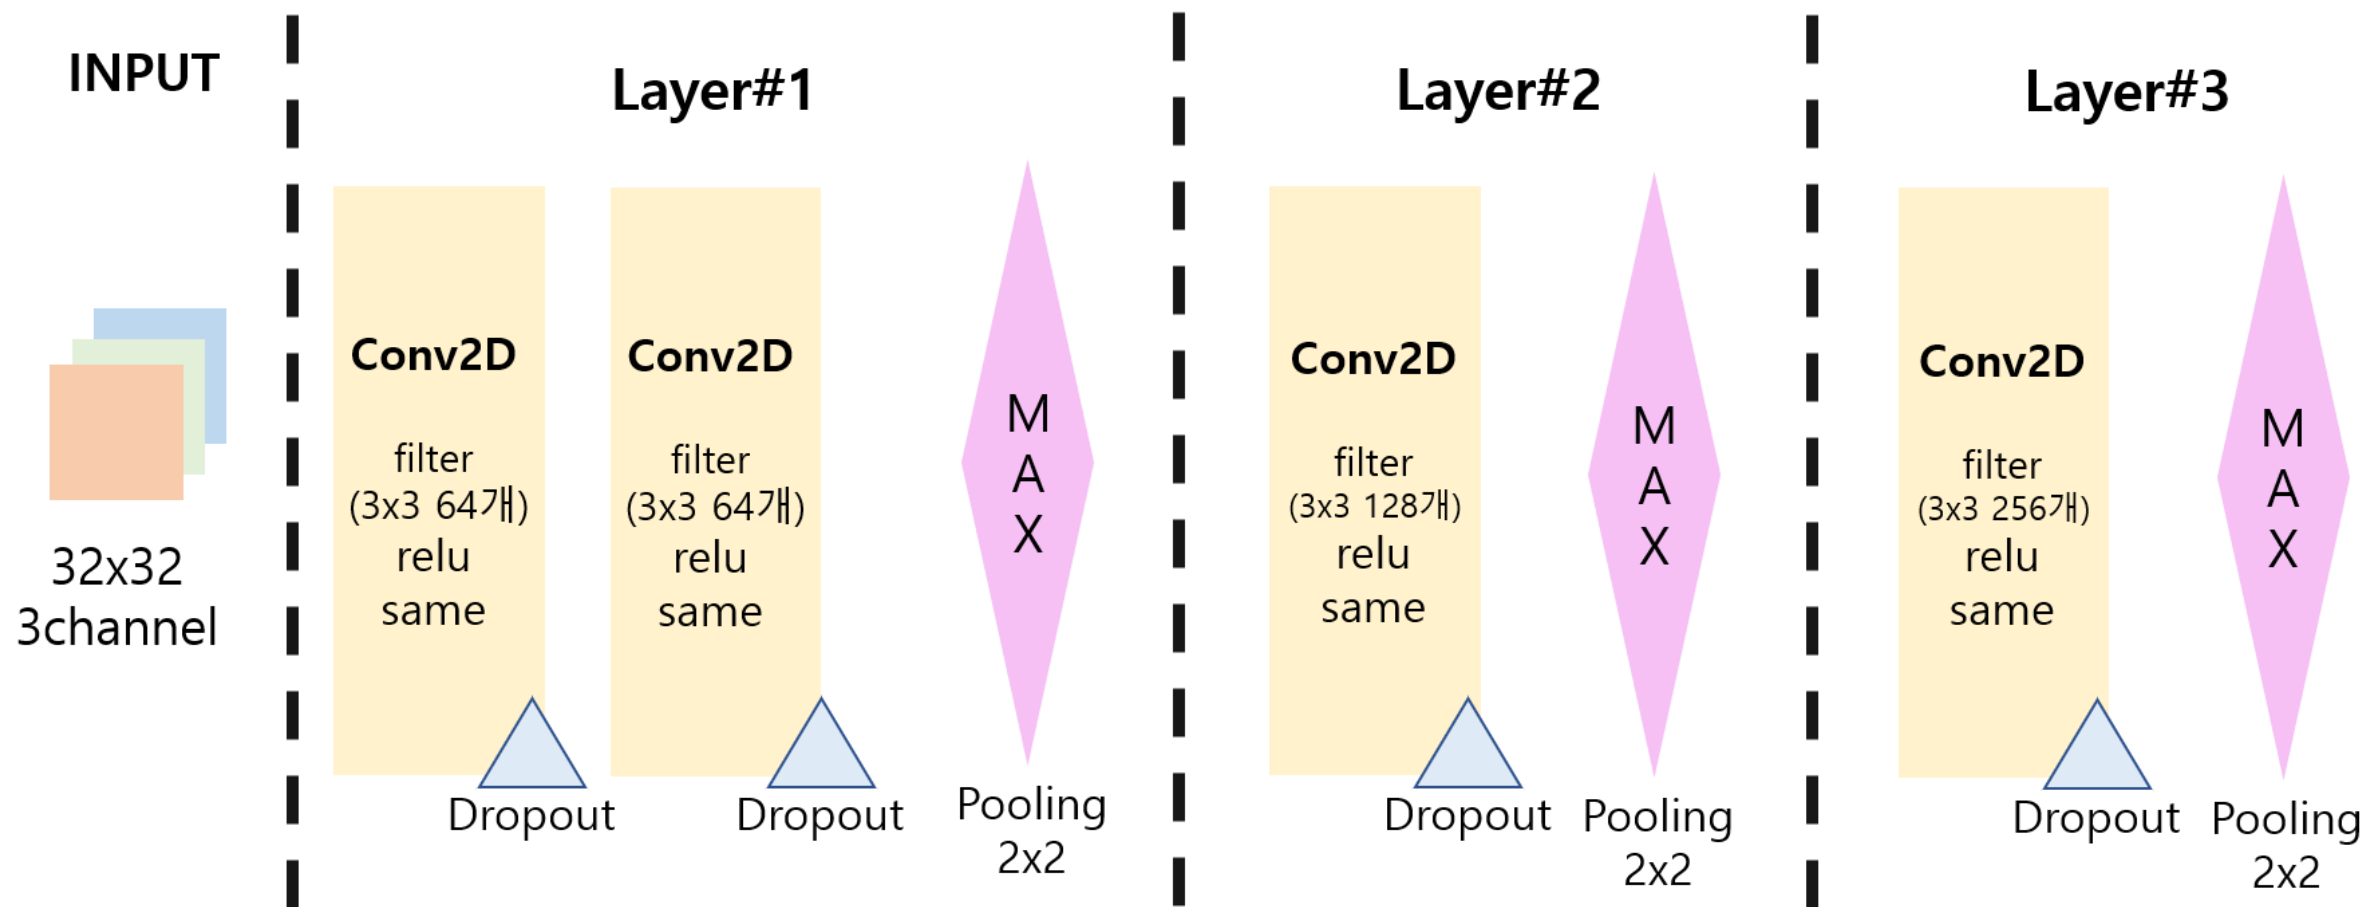 INPUT
32x32
3channel
Layer#1
Conv2D
filter
(3x3 64개)
relu
same
Dropout
Conv2D
filter
(3x3 64개)
relu
same
Dropout
M
A
X
Pooling
2x2
Layer#2
Conv2D
filter
(3x3 128개)
relu
same
Dropout
M
A
X
Pooling
2x2
Layer#3
Conv2D
filter
(3x3 256개)
relu
same
Dropout
M
A
X
Pooling
2x2